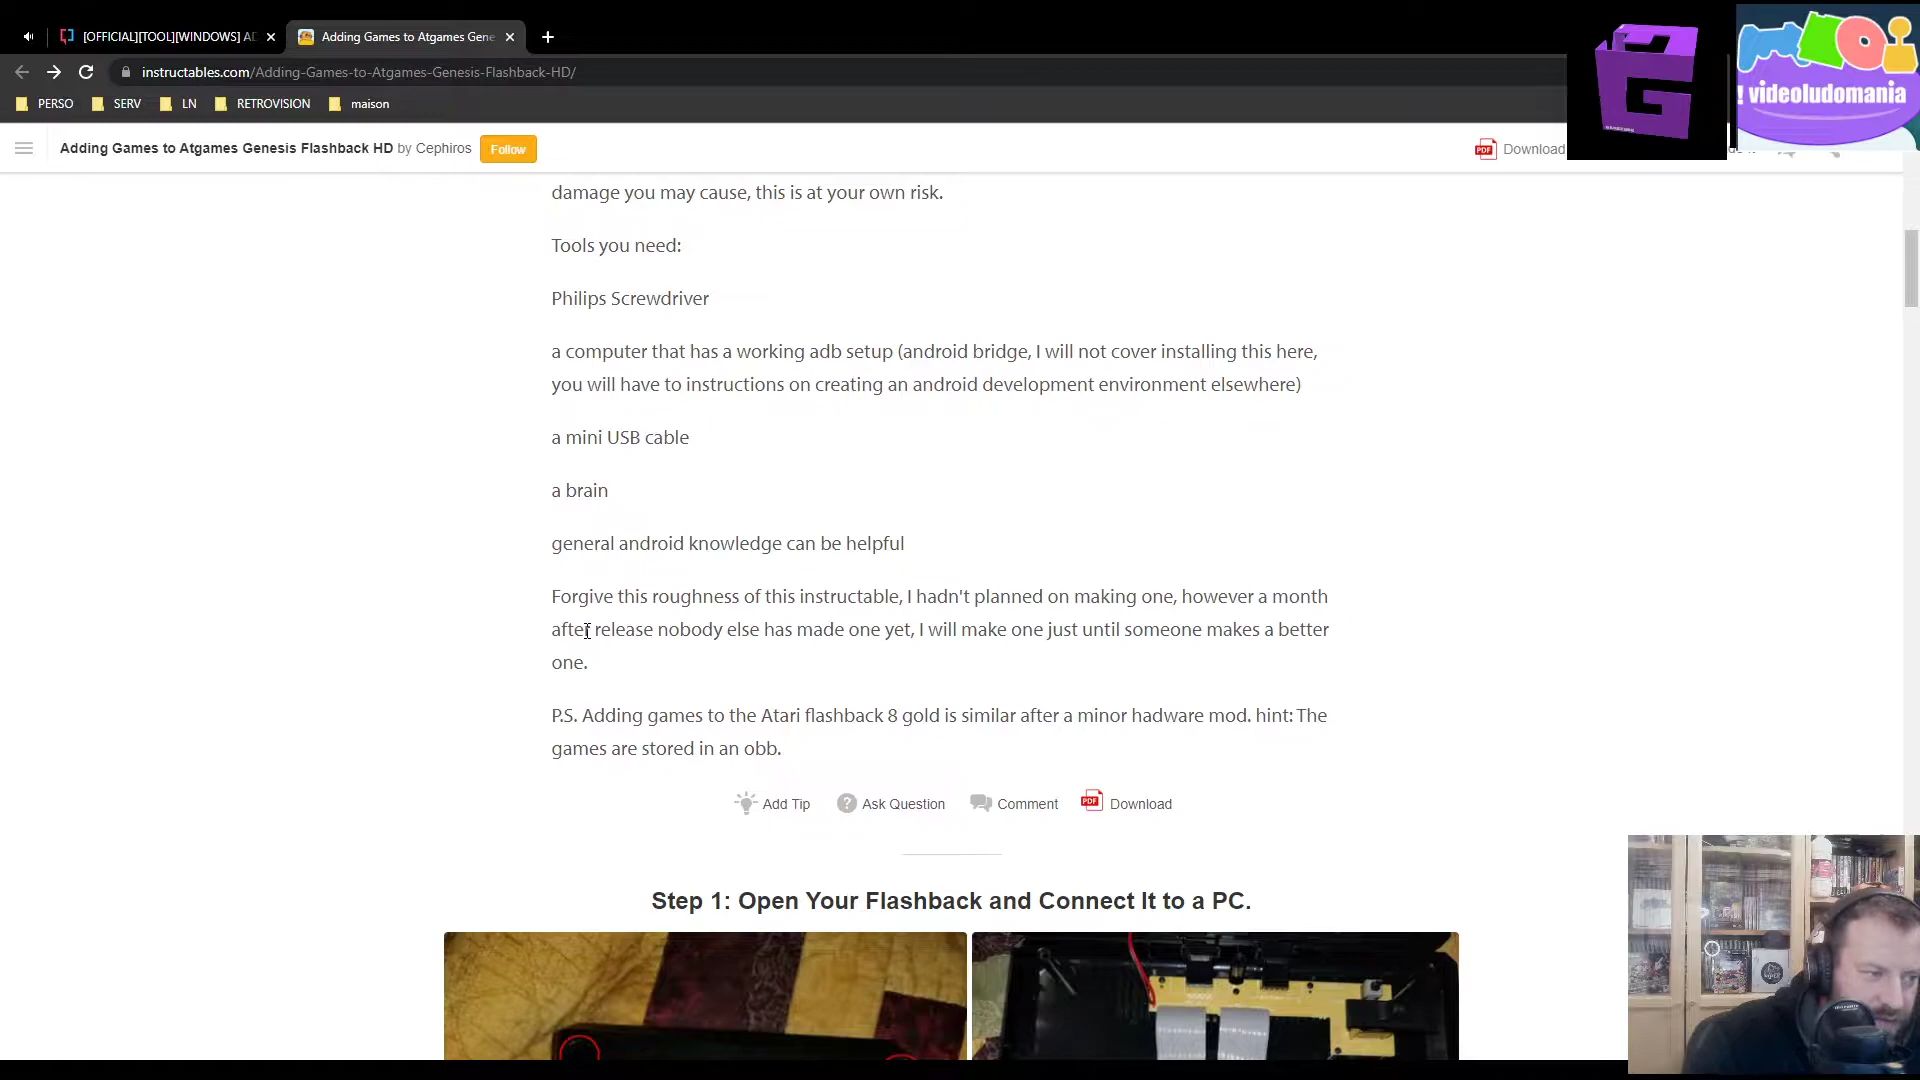 [OFFICIAL][TOOL][WINDOWS] AD
Adding Games to Atgames Gene
instructables.com/Adding-Games-to-Atgames-Genesis-Flashback-HD/
PERSO SERV LN RETROVISION maison
! videoludomania
Adding Games to Atgames Genesis Flashback HD by Cephiros Follow
PDF Download
damage you may cause, this is at your own risk.
Tools you need:
Philips Screwdriver
a computer that has a working adb setup (android bridge, I will not cover installing this here,
you will have to instructions on creating an android development environment elsewhere)
a mini USB cable
a brain
general android knowledge can be helpful
Forgive this roughness of this instructable, I hadn't planned on making one, however a month
after release nobody else has made one yet, I will make one just until someone makes a better
one.
P.S. Adding games to the Atari flashback 8 gold is similar after a minor hadware mod. hint: The
games are stored in an obb.
Add Tip ? Ask Question Comment PDF Download
Step 1: Open Your Flashback and Connect It to a PC.